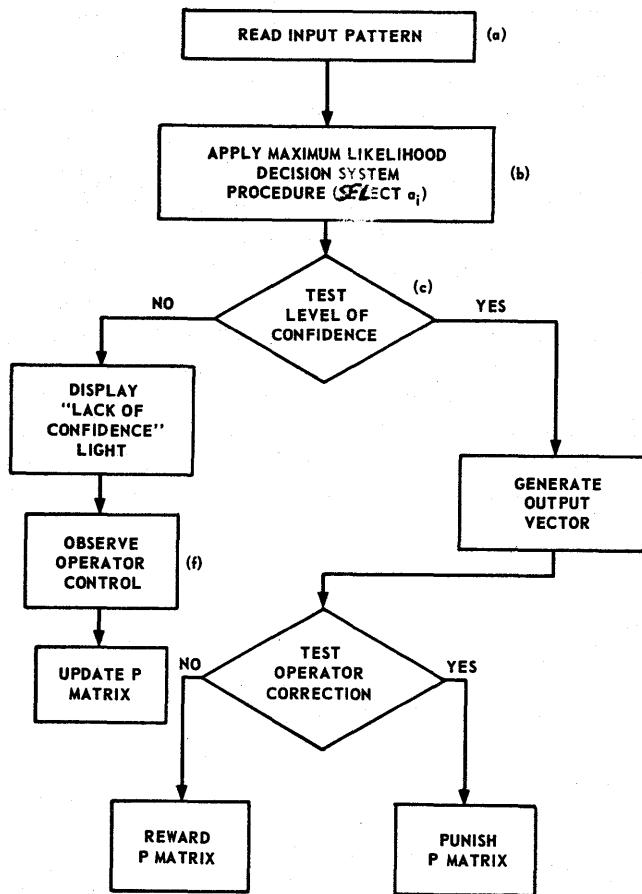 READ INPUT PATTERN (a)
APPLY MAXIMUM LIKELIHOOD
DECISION SYSTEM
PROCEDURE (SELECT a_i)
(b)
TEST
LEVEL OF
CONFIDENCE
(c)
NO
YES
DISPLAY
"LACK OF
CONFIDENCE"
LIGHT
GENERATE
OUTPUT
VECTOR
OBSERVE
OPERATOR
CONTROL
(f)
UPDATE P
MATRIX
TEST
OPERATOR
CORRECTION
NO
YES
REWARD
P MATRIX
PUNISH
P MATRIX